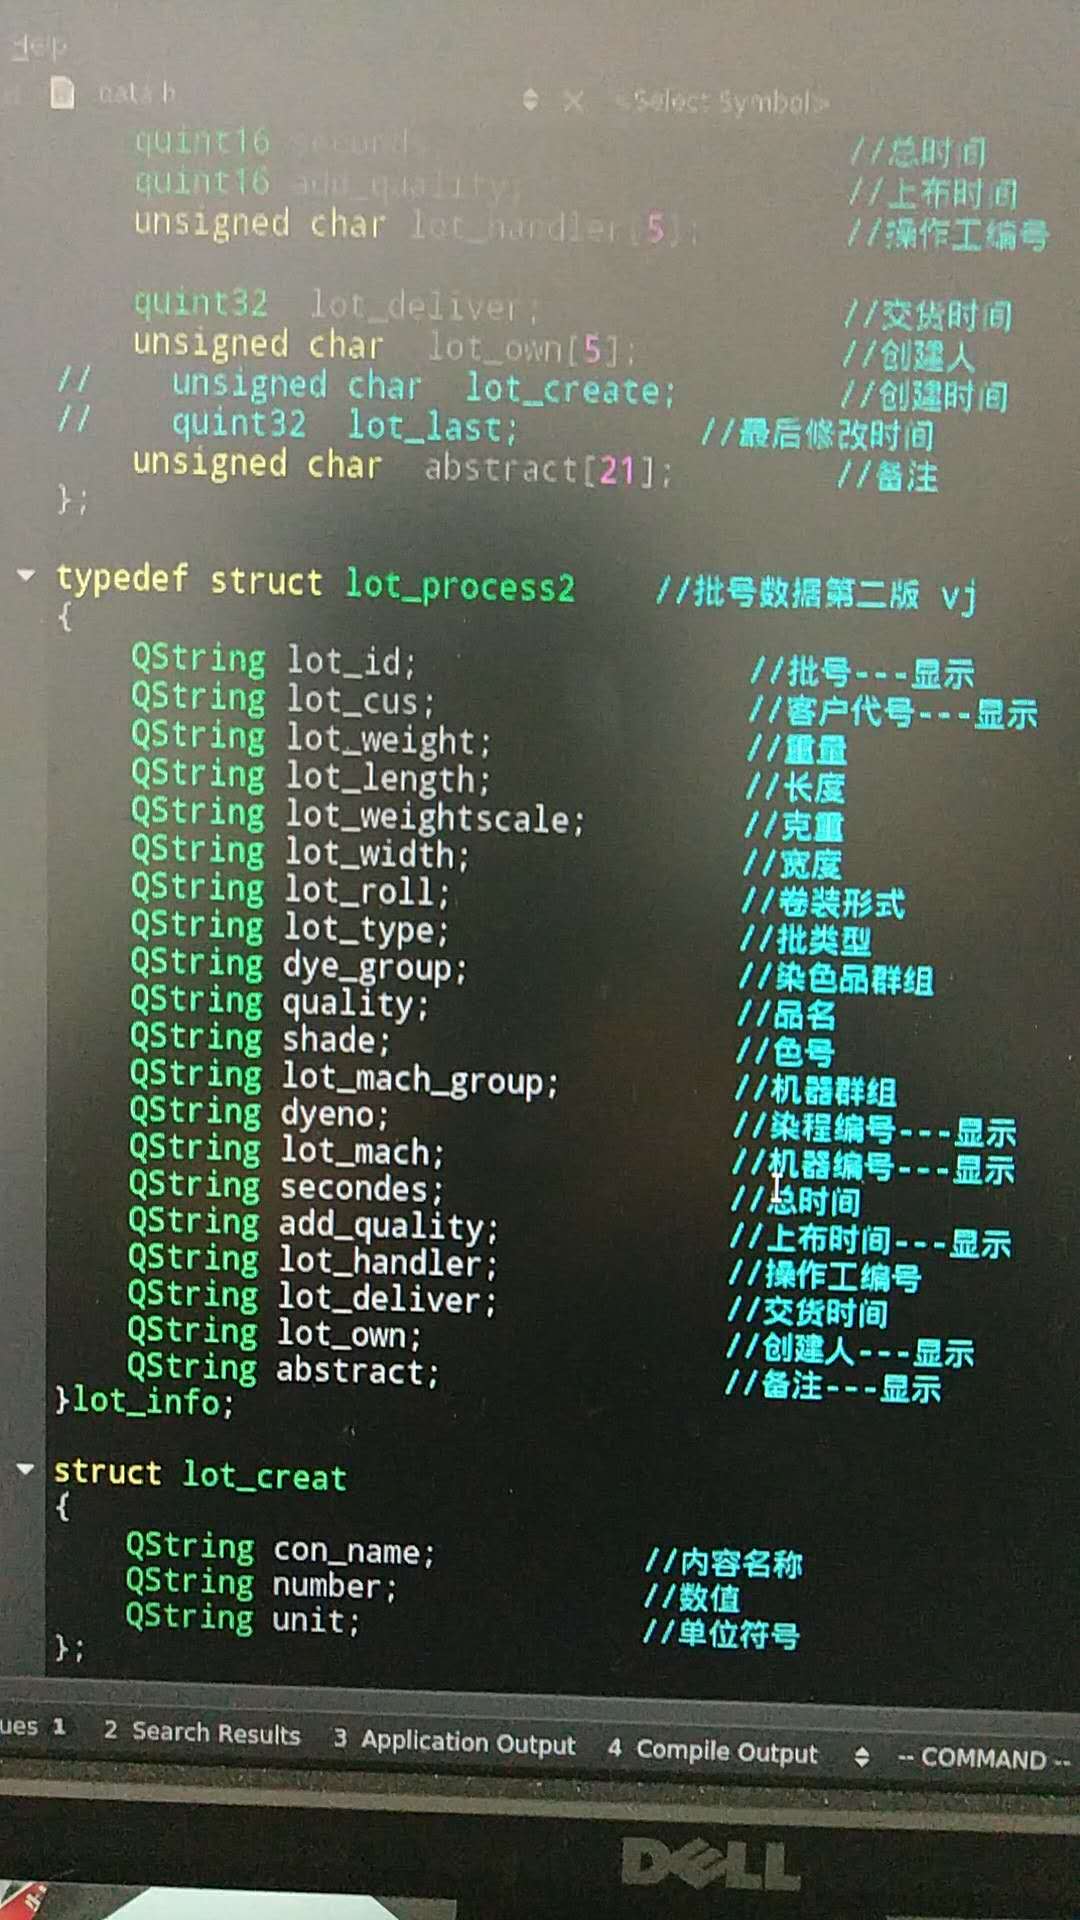 Help
data.h <Select Symbol>
quint16 seconds; //总时间
quint16 add_quality; //上布时间
unsigned char lot_handler[5]; //操作工编号
quint32 lot_deliver; //交货时间
unsigned char lot_own[5]; //创建人
// unsigned char lot_create; //创建时间
// quint32 lot_last; //最后修改时间
unsigned char abstract[21]; //备注
};
typedef struct lot_process2 //批号数据第二版 vj
{
QString lot_id; //批号---显示
QString lot_cus; //客户代号---显示
QString lot_weight; //重量
QString lot_length; //长度
QString lot_weightscale; //克重
QString lot_width; //宽度
QString lot_roll; //卷装形式
QString lot_type; //批类型
QString dye_group; //染色品群组
QString quality; //品名
QString shade; //色号
QString lot_mach_group; //机器群组
QString dyeno; //染程编号---显示
QString lot_mach; //机器编号---显示
QString secondes; //总时间
QString add_quality; //上布时间---显示
QString lot_handler; //操作工编号
QString lot_deliver; //交货时间
QString lot_own; //创建人---显示
QString abstract; //备注---显示
}lot_info;
struct lot_creat
{
QString con_name; //内容名称
QString number; //数值
QString unit; //单位符号
};
ues 1 2 Search Results 3 Application Output 4 Compile Output -- COMMAND --
DELL